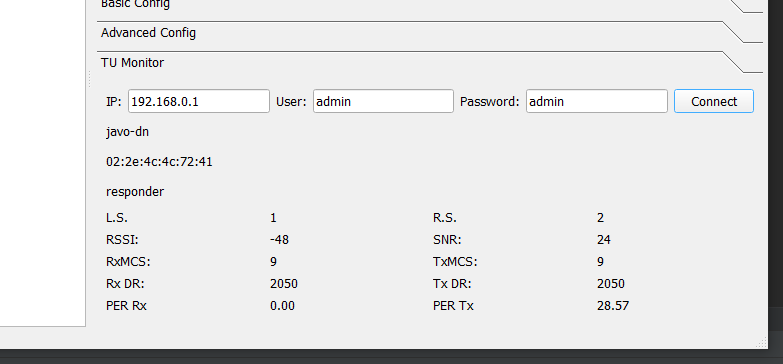 Basic Config
Advanced Config
TU Monitor
IP: 192.168.0.1 User: admin Password: admin Connect
javo-dn
02:2e:4c:4c:72:41
responder
L.S. 1 R.S. 2
RSSI: -48 SNR: 24
RxMCS: 9 TxMCS: 9
Rx DR: 2050 Tx DR: 2050
PER Rx 0.00 PER Tx 28.57